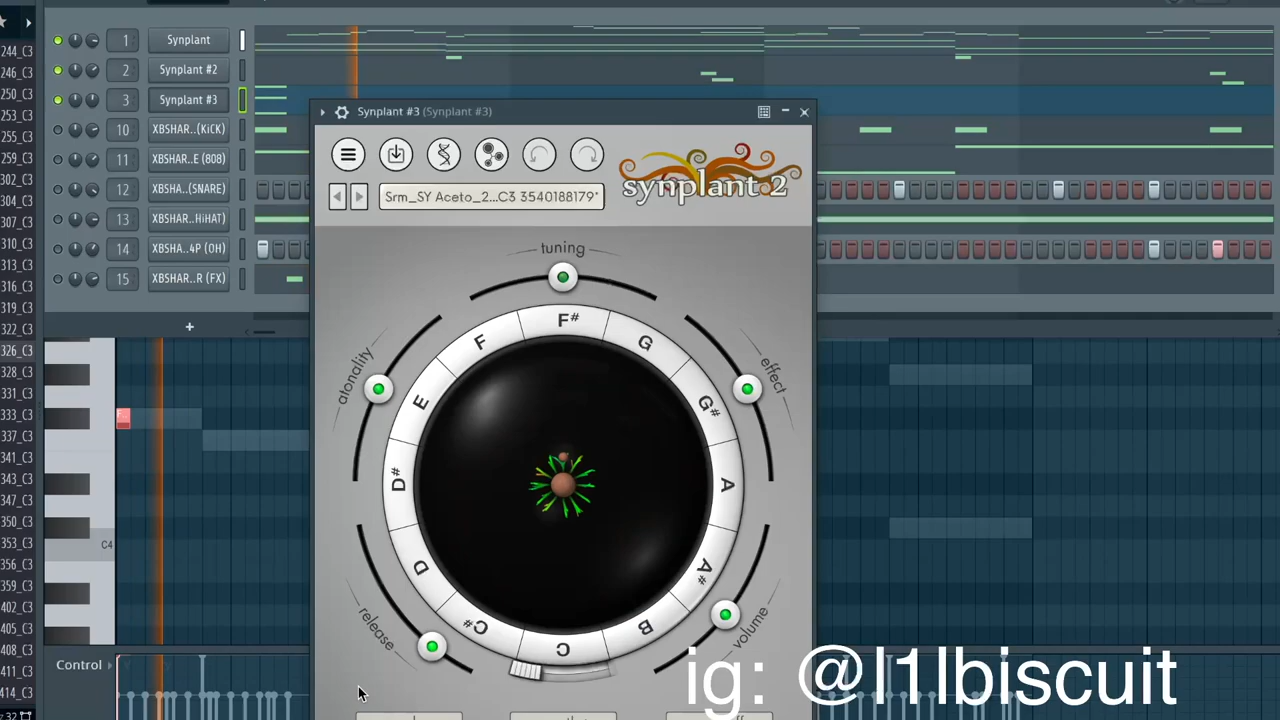 244_C3
246_C3
250_C3
253_C3
255_C3
259_C3
302_C3
304_C3
307_C3
310_C3
313_C3
316_C3
319_C3
322_C3
326_C3
328_C3
331_C3
333_C3
337_C3
341_C3
343_C3
347_C3
350_C3
353_C3
356_C3
359_C3
402_C3
405_C3
408_C3
411_C3
414_C3
1 Synplant
2 Synplant #2
3 Synplant #3
10 XBSHAR..(KiCK)
11 XBSHAR..E (808)
12 XBSHA..(SNARE)
13 XBSHAR..HiHAT)
14 XBSHA..4P (OH)
15 XBSHAR..R (FX)
+
C4
Control
Synplant #3 (Synplant #3)
synplant 2
Srm_SY Aceto_2...C3 3540188179*
tuning
atonality
effect
release
volume
F#
G
G#
A
A#
B
C
C#
D
D#
E
F
ig: @l1lbiscuit